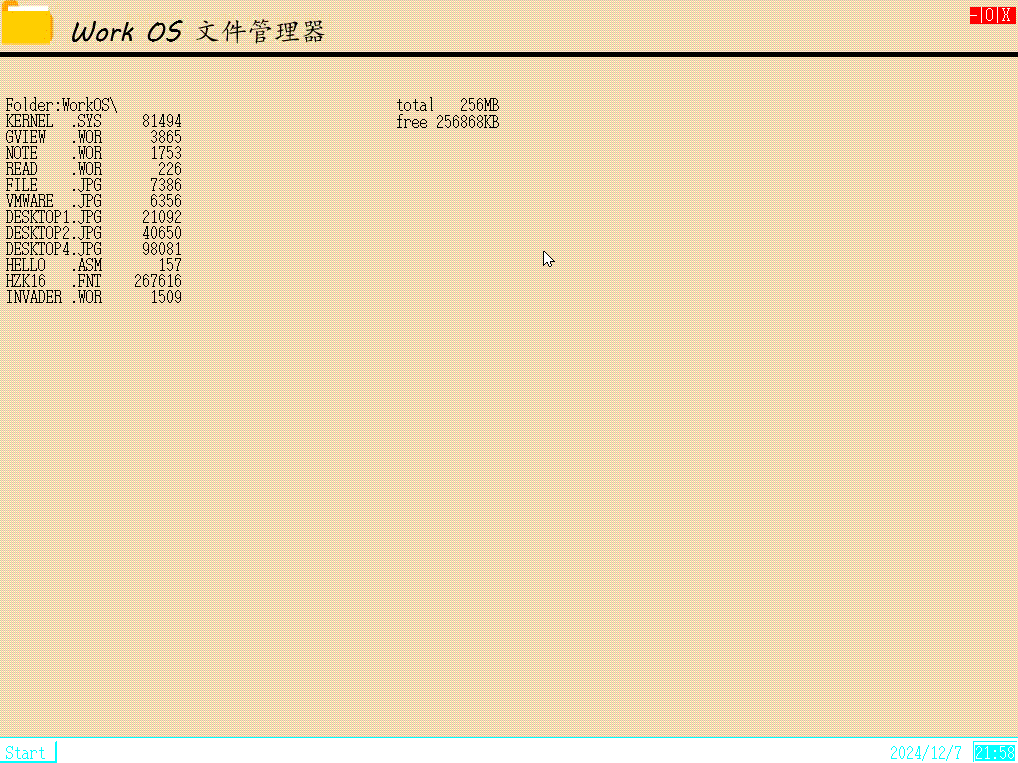 Work OS 文件管理器
-|O|X
Folder:WorkOS\
KERNEL  .SYS     81494
GVIEW   .WOR      3865
NOTE    .WOR      1753
READ    .WOR       226
FILE    .JPG      7386
VMWARE  .JPG      6356
DESKTOP1.JPG     21092
DESKTOP2.JPG     40650
DESKTOP4.JPG     98081
HELLO   .ASM       157
HZK16   .FNT    267616
INVADER .WOR      1509
total   256MB
free 256868KB
Start
2024/12/7 21:58